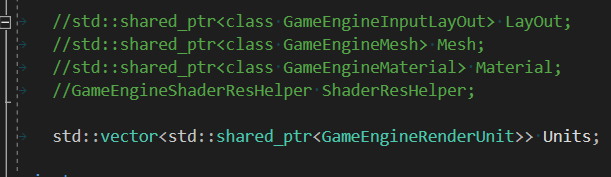 //std::shared_ptr<class GameEngineInputLayOut> LayOut;
//std::shared_ptr<class GameEngineMesh> Mesh;
//std::shared_ptr<class GameEngineMaterial> Material;
//GameEngineShaderResHelper ShaderResHelper;
std::vector<std::shared_ptr<GameEngineRenderUnit>> Units;